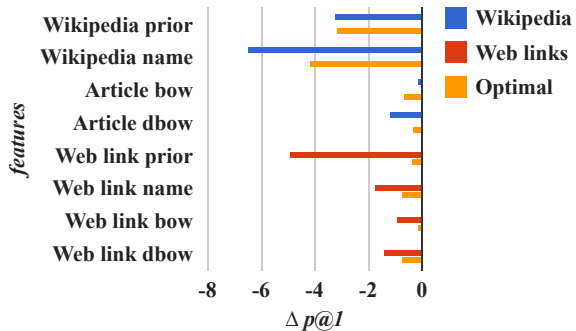 Wikipedia prior
Wikipedia name
Article bow
Article dbow
Web link prior
Web link name
Web link bow
Web link dbow
features
-8 -6 -4 -2 0
Δ p@1
Wikipedia
Web links
Optimal